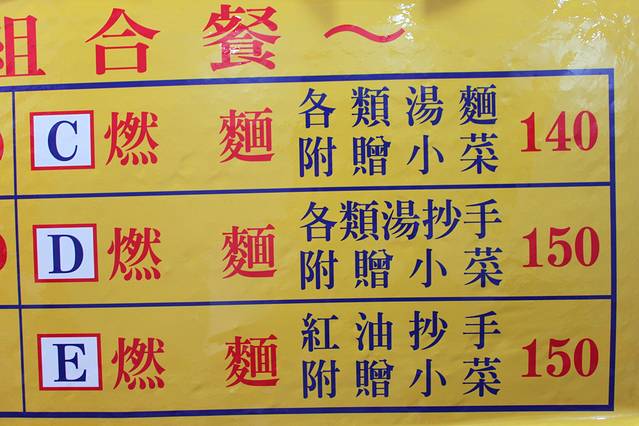 組合餐～
C 燃麵 各類湯麵 140
附贈小菜
D 燃麵 各類湯抄手 150
附贈小菜
E 燃麵 紅油抄手 150
附贈小菜